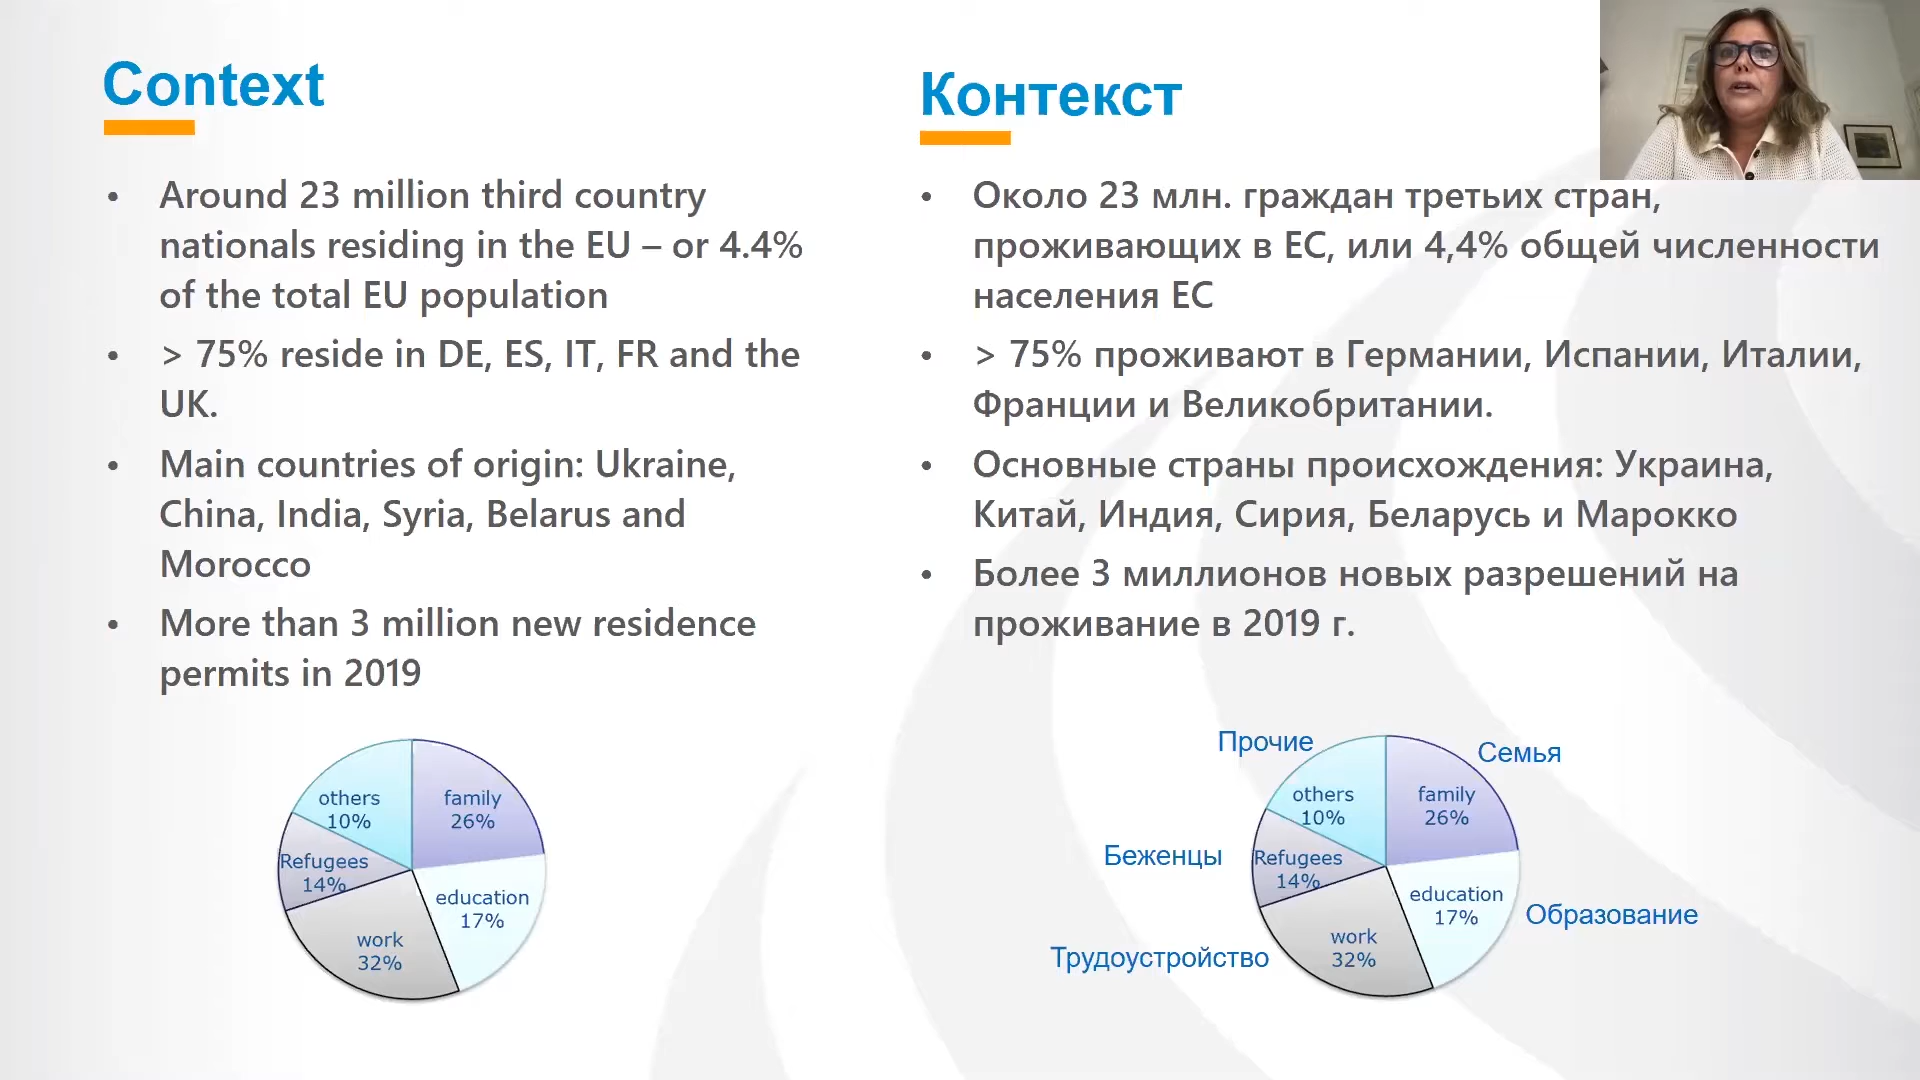 Context
• Around 23 million third country
nationals residing in the EU – or 4.4%
of the total EU population
• > 75% reside in DE, ES, IT, FR and the
UK.
• Main countries of origin: Ukraine,
China, India, Syria, Belarus and
Morocco
• More than 3 million new residence
permits in 2019
others
10%
family
26%
Refugees
14%
education
17%
work
32%
Контекст
• Около 23 млн. граждан третьих стран,
проживающих в ЕС, или 4,4% общей численности
населения ЕС
• > 75% проживают в Германии, Испании, Италии,
Франции и Великобритании.
• Основные страны происхождения: Украина,
Китай, Индия, Сирия, Беларусь и Марокко
• Более 3 миллионов новых разрешений на
проживание в 2019 г.
Прочие
Семья
others
10%
family
26%
Беженцы
Refugees
14%
education
17%
Образование
Трудоустройство
work
32%